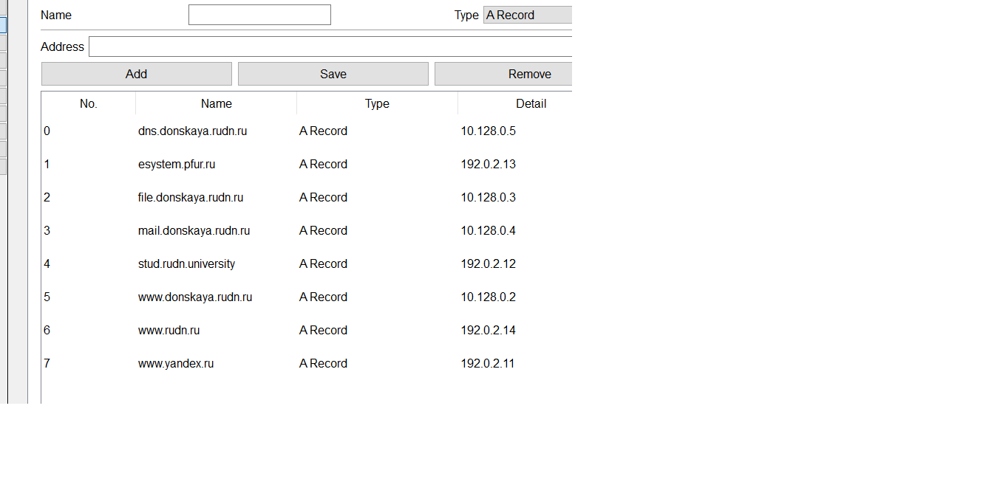 Name Type A Record
Address
Add Save Remove
No. Name Type Detail
0 dns.donskaya.rudn.ru A Record 10.128.0.5
1 esystem.pfur.ru A Record 192.0.2.13
2 file.donskaya.rudn.ru A Record 10.128.0.3
3 mail.donskaya.rudn.ru A Record 10.128.0.4
4 stud.rudn.university A Record 192.0.2.12
5 www.donskaya.rudn.ru A Record 10.128.0.2
6 www.rudn.ru A Record 192.0.2.14
7 www.yandex.ru A Record 192.0.2.11